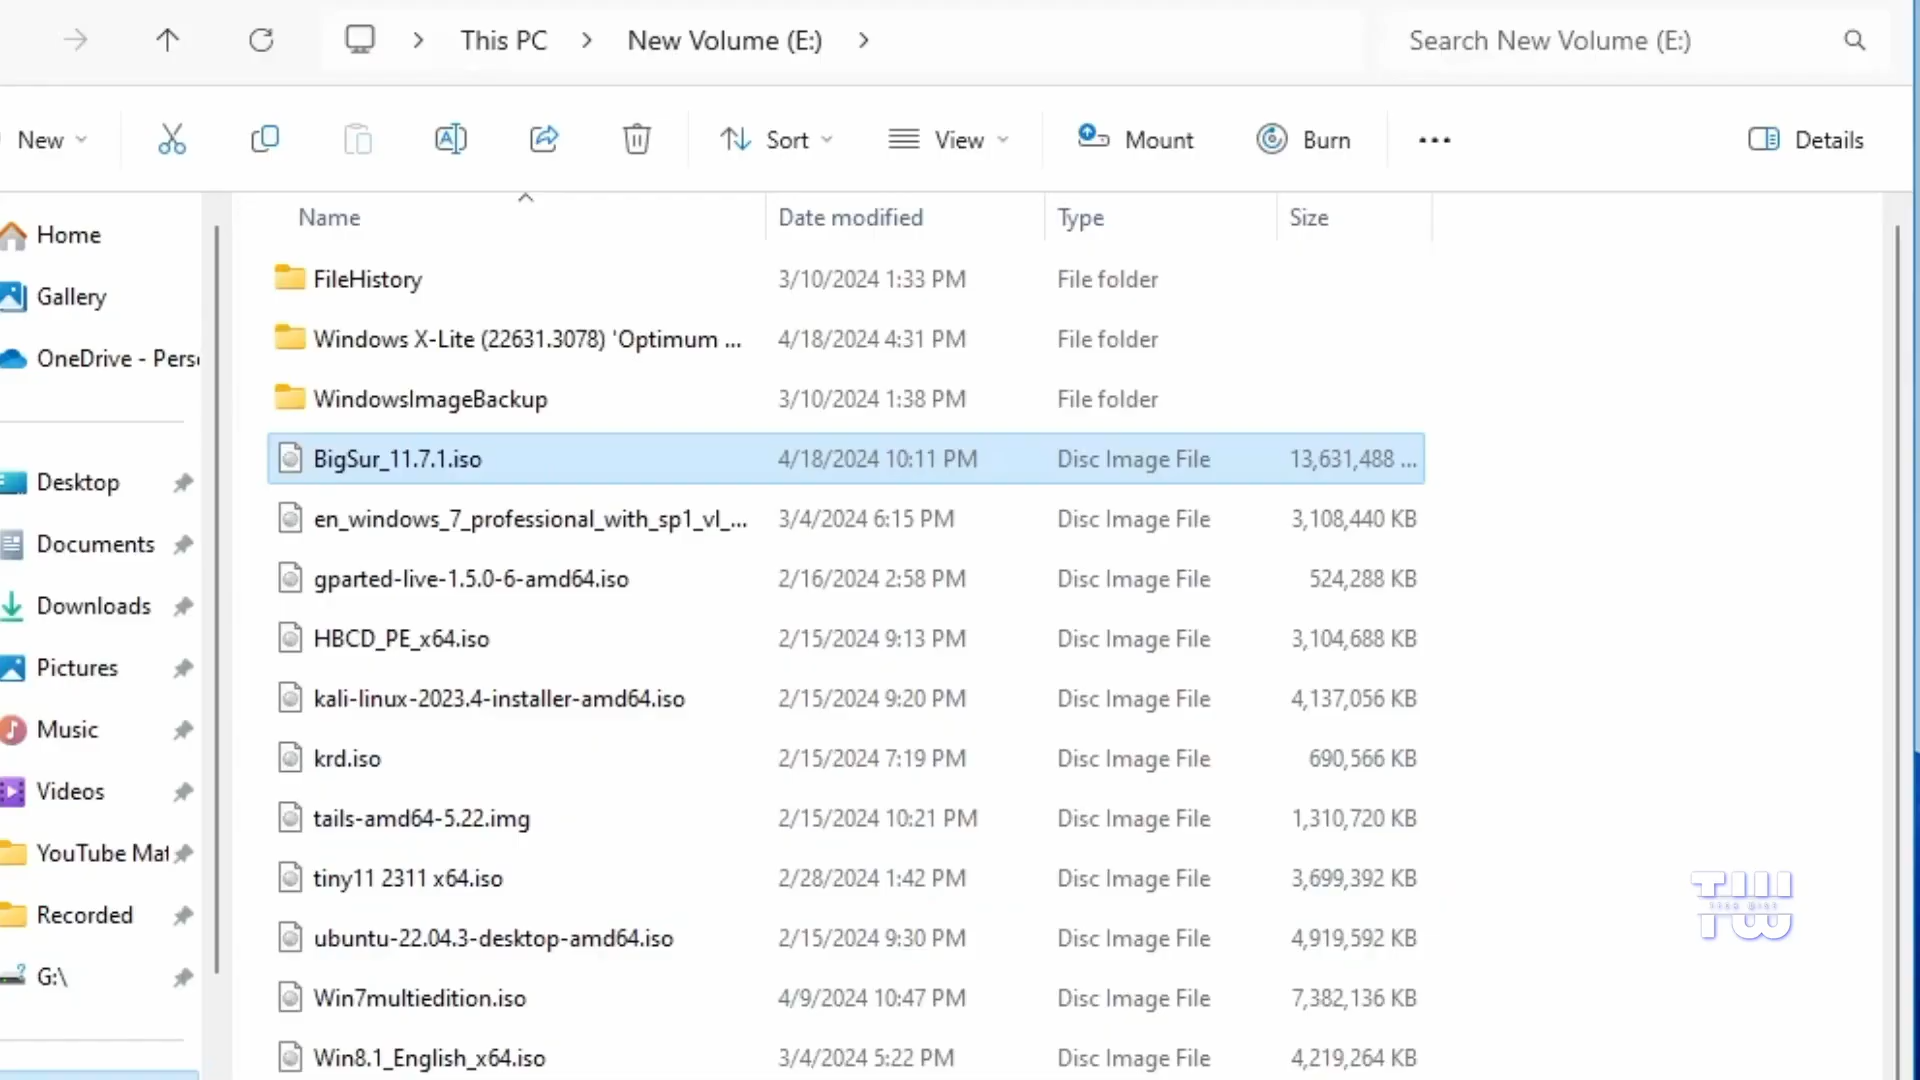 This PC
New Volume (E:)
Search New Volume (E:)
New
Sort
View
Mount
Burn
Details
Name Date modified Type Size
Home
Gallery
OneDrive - Pers
Desktop
Documents
Downloads
Pictures
Music
Videos
YouTube Mat
Recorded
G:\
FileHistory 3/10/2024 1:33 PM File folder
Windows X-Lite (22631.3078) 'Optimum ... 4/18/2024 4:31 PM File folder
WindowsImageBackup 3/10/2024 1:38 PM File folder
BigSur_11.7.1.iso 4/18/2024 10:11 PM Disc Image File 13,631,488 ...
en_windows_7_professional_with_sp1_vl_... 3/4/2024 6:15 PM Disc Image File 3,108,440 KB
gparted-live-1.5.0-6-amd64.iso 2/16/2024 2:58 PM Disc Image File 524,288 KB
HBCD_PE_x64.iso 2/15/2024 9:13 PM Disc Image File 3,104,688 KB
kali-linux-2023.4-installer-amd64.iso 2/15/2024 9:20 PM Disc Image File 4,137,056 KB
krd.iso 2/15/2024 7:19 PM Disc Image File 690,566 KB
tails-amd64-5.22.img 2/15/2024 10:21 PM Disc Image File 1,310,720 KB
tiny11 2311 x64.iso 2/28/2024 1:42 PM Disc Image File 3,699,392 KB
ubuntu-22.04.3-desktop-amd64.iso 2/15/2024 9:30 PM Disc Image File 4,919,592 KB
Win7multiedition.iso 4/9/2024 10:47 PM Disc Image File 7,382,136 KB
Win8.1_English_x64.iso 3/4/2024 5:22 PM Disc Image File 4,219,264 KB